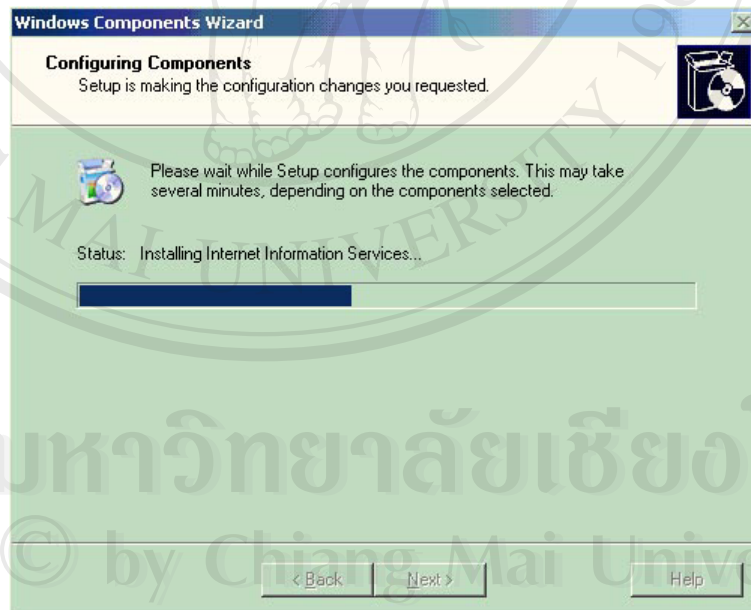 Windows Components Wizard
Configuring Components
Setup is making the configuration changes you requested.
Please wait while Setup configures the components. This may take
several minutes, depending on the components selected.
Status: Installing Internet Information Services...
MAI UNIVERSITY
มหาวิทยาลัยเชียง
© by Chiang Mai
< Back
Next >
Help